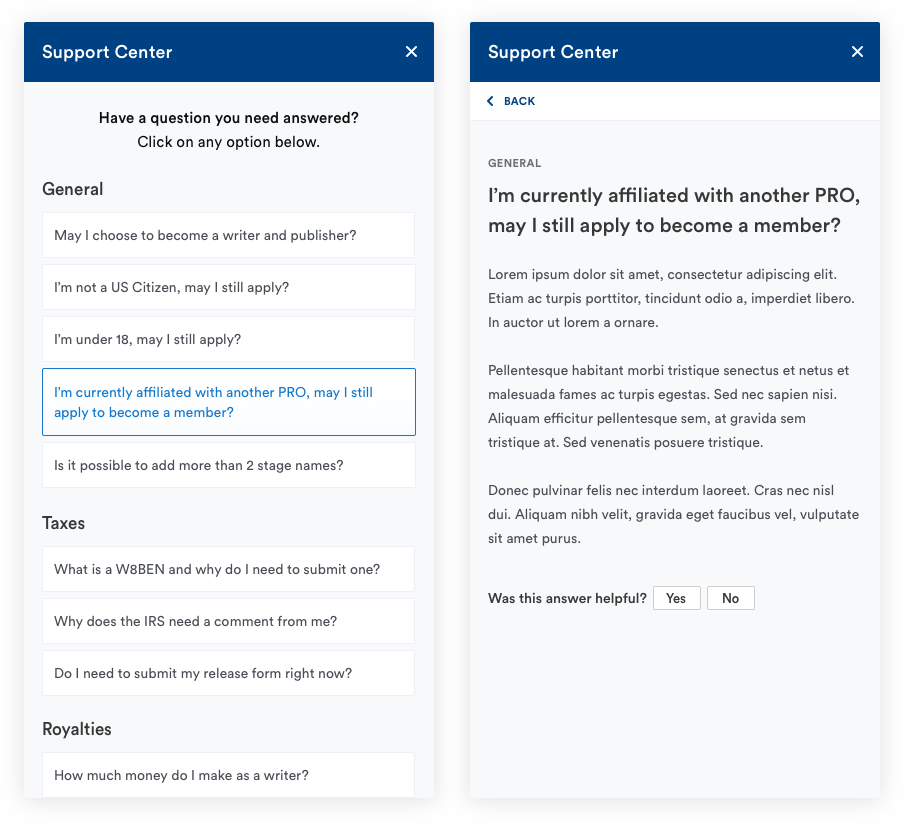 Support Center
Have a question you need answered?
Click on any option below.
General
May I choose to become a writer and publisher?
I’m not a US Citizen, may I still apply?
I’m under 18, may I still apply?
I’m currently affiliated with another PRO, may I still
apply to become a member?
Is it possible to add more than 2 stage names?
Taxes
What is a W8BEN and why do I need to submit one?
Why does the IRS need a comment from me?
Do I need to submit my release form right now?
Royalties
How much money do I make as a writer?
Support Center
BACK
GENERAL
I’m currently affiliated with another PRO,
may I still apply to become a member?
Lorem ipsum dolor sit amet, consectetur adipiscing elit.
Etiam ac turpis porttitor, tincidunt odio a, imperdiet libero.
In auctor ut lorem a ornare.
Pellentesque habitant morbi tristique senectus et netus et
malesuada fames ac turpis egestas. Sed nec sapien nisi.
Aliquam efficitur pellentesque sem, at gravida sem
tristique at. Sed venenatis posuere tristique.
Donec pulvinar felis nec interdum laoreet. Cras nec nisl
dui. Aliquam nibh velit, gravida eget faucibus vel, vulputate
sit amet purus.
Was this answer helpful? Yes No